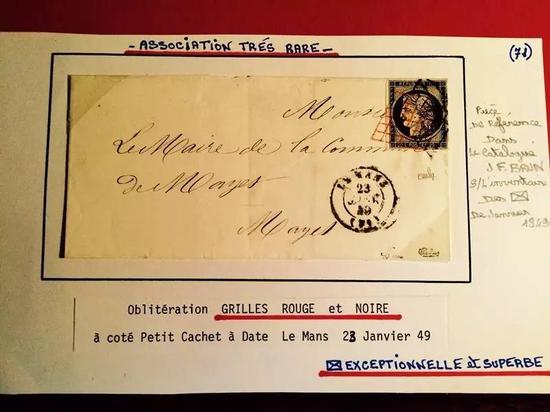 - ASSOCIATION TRÉS RARE -
(78)
REPUB
Monsieur
Le Maire de la Commune
de Mayet
Mayet
LE MANS
23
JANV.
49
Pièce
De Référence
Dans
Le Catalogue
J.F. BRUN
S/L'inventaire
Des
De Janvier
1849
Oblitération GRILLES ROUGE et NOIRE
à coté Petit Cachet à Date Le Mans 23 Janvier 49
EXCEPTIONNELLE et SUPERBE